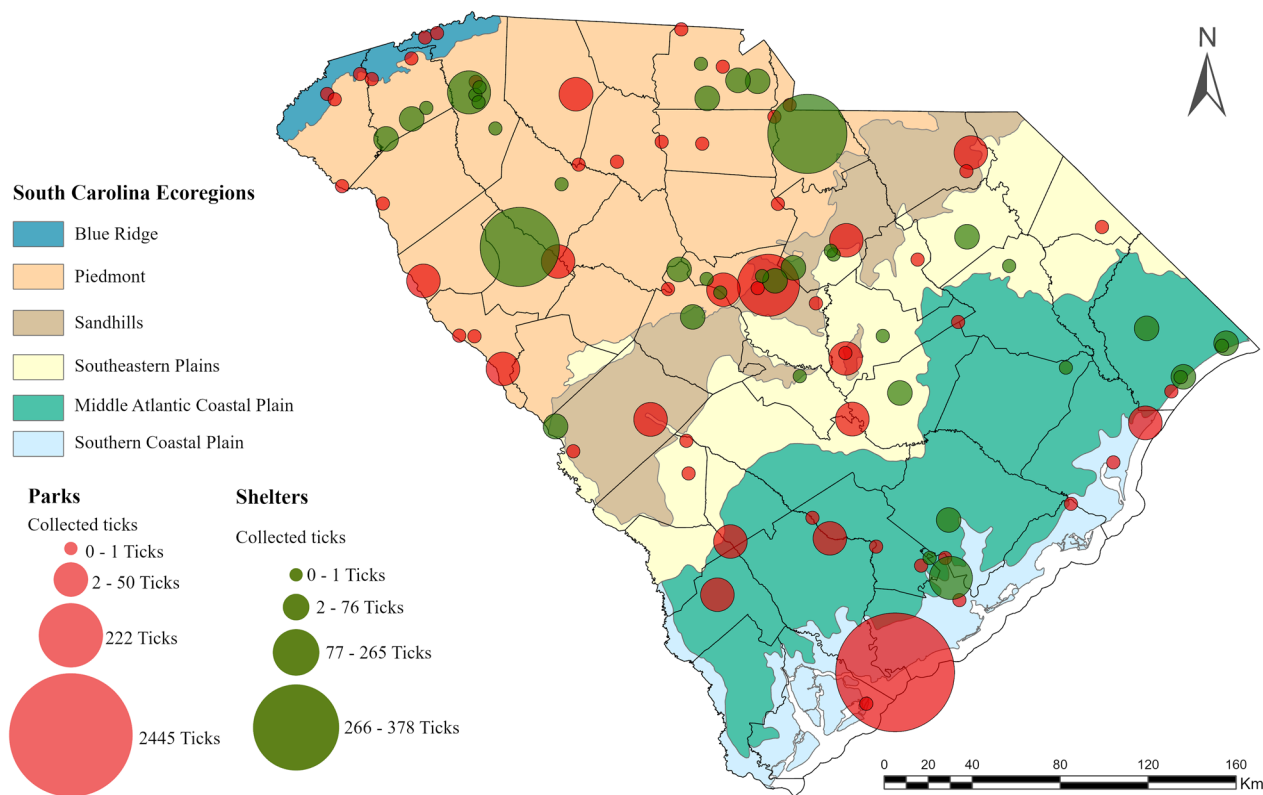 N
South Carolina Ecoregions
Blue Ridge
Piedmont
Sandhills
Southeastern Plains
Middle Atlantic Coastal Plain
Southern Coastal Plain
Parks
Collected ticks
0 - 1 Ticks
2 - 50 Ticks
222 Ticks
2445 Ticks
Shelters
Collected ticks
0 - 1 Ticks
2 - 76 Ticks
77 - 265 Ticks
266 - 378 Ticks
0 20 40 80 120 160
Km